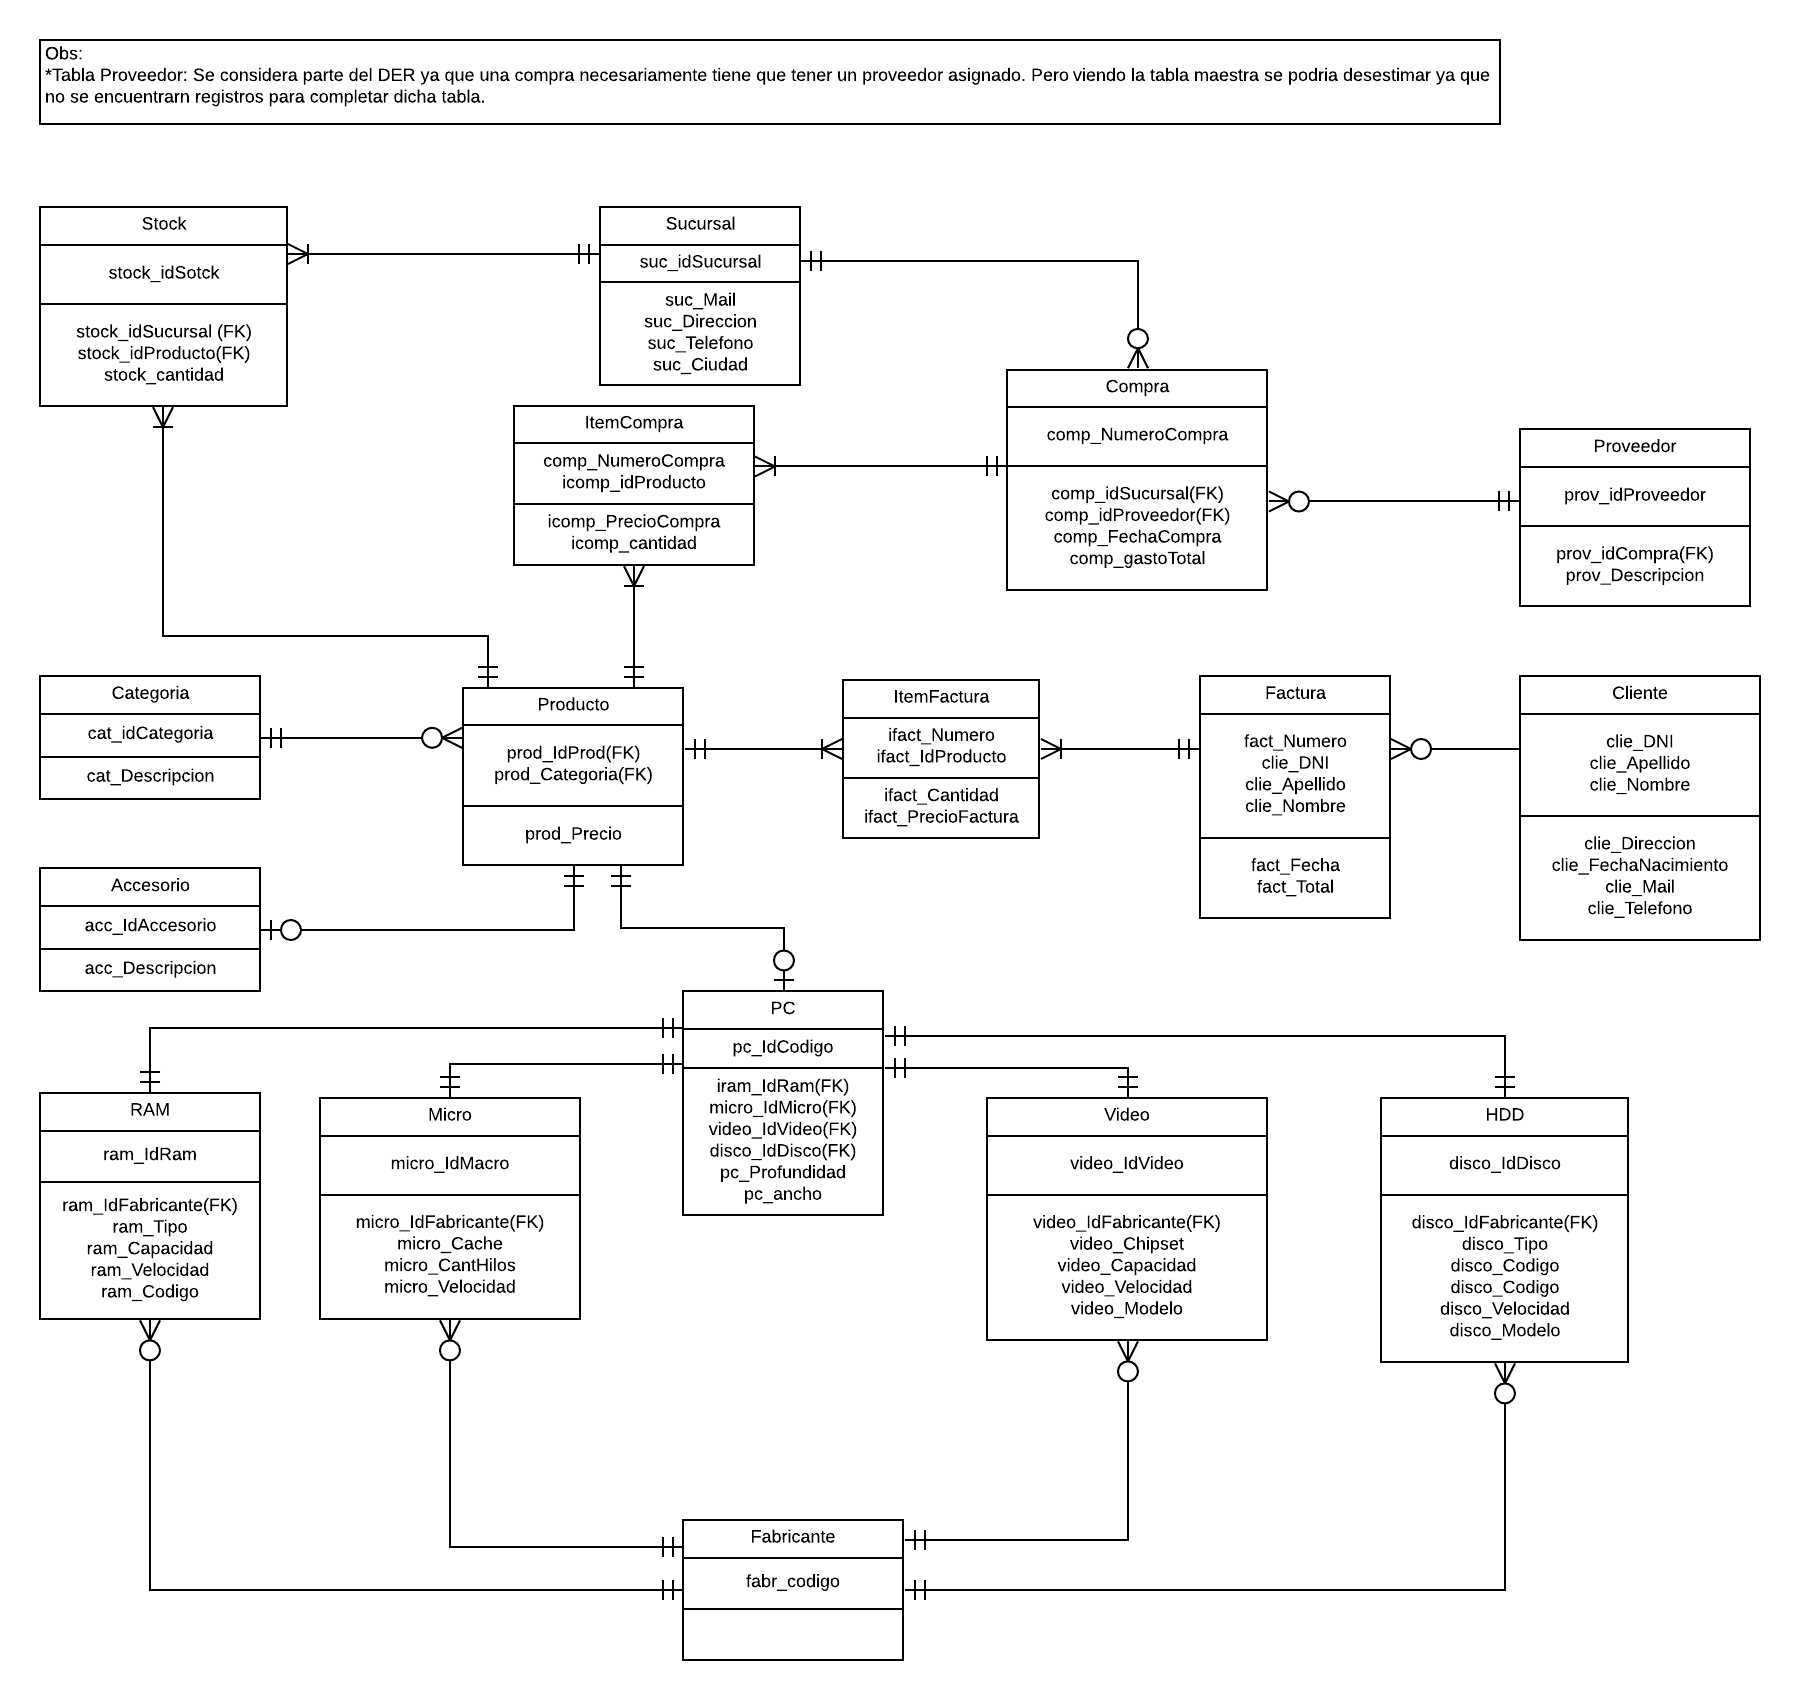 Obs:
*Tabla Proveedor: Se considera parte del DER ya que una compra necesariamente tiene que tener un proveedor asignado. Pero viendo la tabla maestra se podria desestimar ya que
no se encuentrarn registros para completar dicha tabla.
Stock
stock_idSotck
stock_idSucursal (FK)
stock_idProducto(FK)
stock_cantidad
Sucursal
suc_idSucursal
suc_Mail
suc_Direccion
suc_Telefono
suc_Ciudad
Compra
comp_NumeroCompra
comp_idSucursal(FK)
comp_idProveedor(FK)
comp_FechaCompra
comp_gastoTotal
ItemCompra
comp_NumeroCompra
icomp_idProducto
icomp_PrecioCompra
icomp_cantidad
Proveedor
prov_idProveedor
prov_idCompra(FK)
prov_Descripcion
Categoria
cat_idCategoria
cat_Descripcion
Producto
prod_IdProd(FK)
prod_Categoria(FK)
prod_Precio
ItemFactura
ifact_Numero
ifact_IdProducto
ifact_Cantidad
ifact_PrecioFactura
Factura
fact_Numero
clie_DNI
clie_Apellido
clie_Nombre
fact_Fecha
fact_Total
Cliente
clie_DNI
clie_Apellido
clie_Nombre
clie_Direccion
clie_FechaNacimiento
clie_Mail
clie_Telefono
Accesorio
acc_IdAccesorio
acc_Descripcion
PC
pc_IdCodigo
iram_IdRam(FK)
micro_IdMicro(FK)
video_IdVideo(FK)
disco_IdDisco(FK)
pc_Profundidad
pc_ancho
RAM
ram_IdRam
ram_IdFabricante(FK)
ram_Tipo
ram_Capacidad
ram_Velocidad
ram_Codigo
Micro
micro_IdMacro
micro_IdFabricante(FK)
micro_Cache
micro_CantHilos
micro_Velocidad
Video
video_IdVideo
video_IdFabricante(FK)
video_Chipset
video_Capacidad
video_Velocidad
video_Modelo
HDD
disco_IdDisco
disco_IdFabricante(FK)
disco_Tipo
disco_Codigo
disco_Codigo
disco_Velocidad
disco_Modelo
Fabricante
fabr_codigo